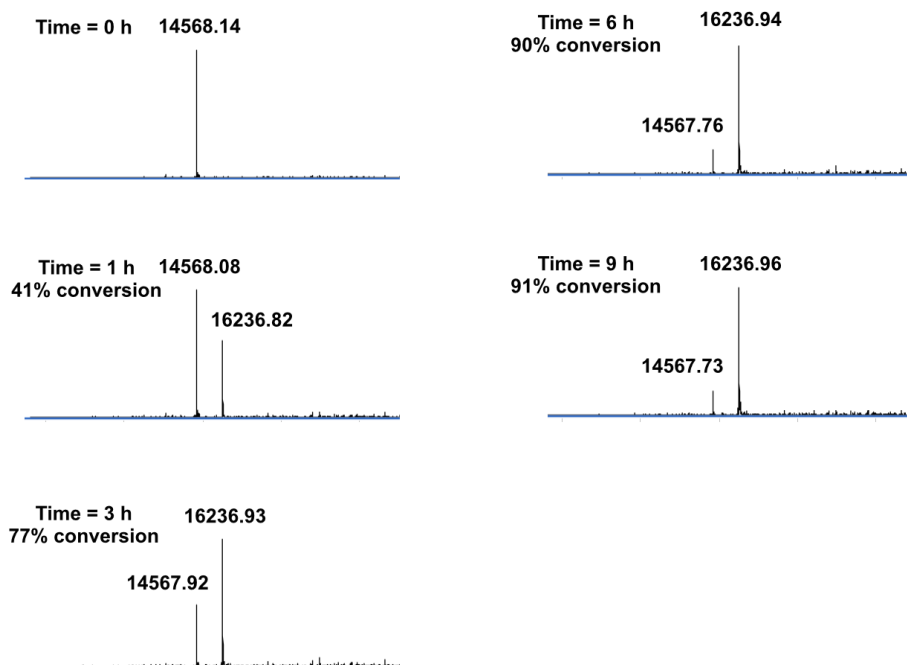 Time = 0 h 14568.14
Time = 1 h 14568.08
41% conversion
16236.82
Time = 3 h 16236.93
77% conversion
14567.92
Time = 6 h 16236.94
90% conversion
14567.76
Time = 9 h 16236.96
91% conversion
14567.73